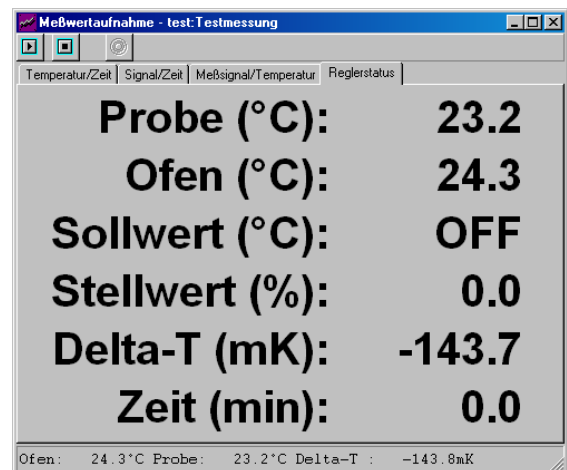 Meßwertaufnahme - test:Testmessung
Temperatur/Zeit Signal/Zeit Meßsignal/Temperatur Reglerstatus
Probe (°C): 23.2
Ofen (°C): 24.3
Sollwert (°C): OFF
Stellwert (%): 0.0
Delta-T (mK): -143.7
Zeit (min): 0.0
Ofen: 24.3°C Probe: 23.2°C Delta-T : -143.8mK